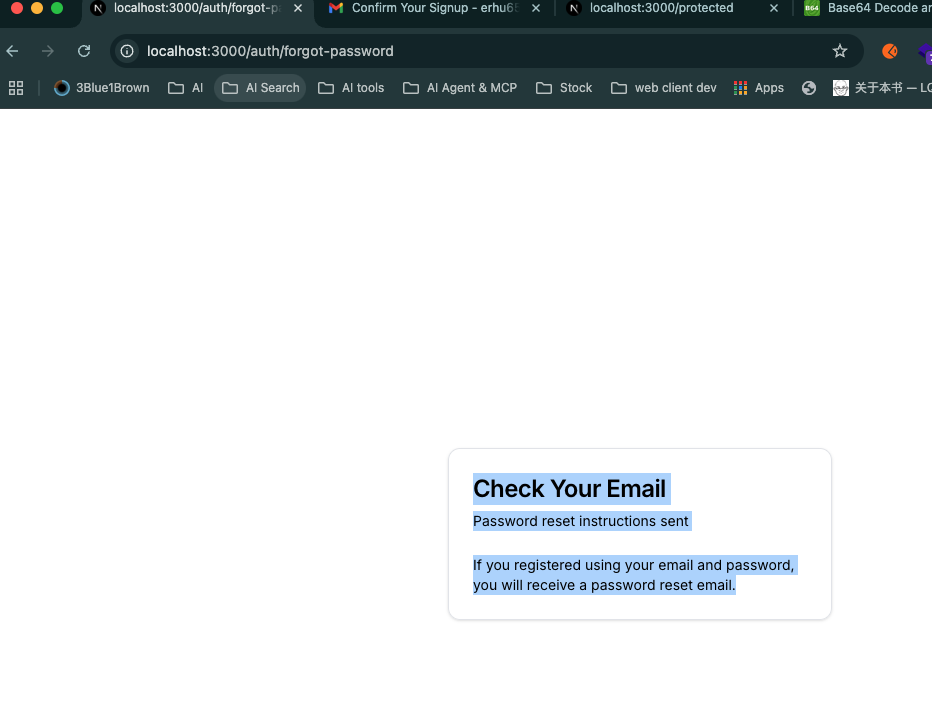 localhost:3000/auth/forgot-p
Confirm Your Signup - erhu6
localhost:3000/protected
B64
Base64 Decode a
localhost:3000/auth/forgot-password
3Blue1Brown
AI
AI Search
AI tools
AI Agent & MCP
Stock
web client dev
Apps
关于本书 — L
Check Your Email
Password reset instructions sent
If you registered using your email and password,
you will receive a password reset email.